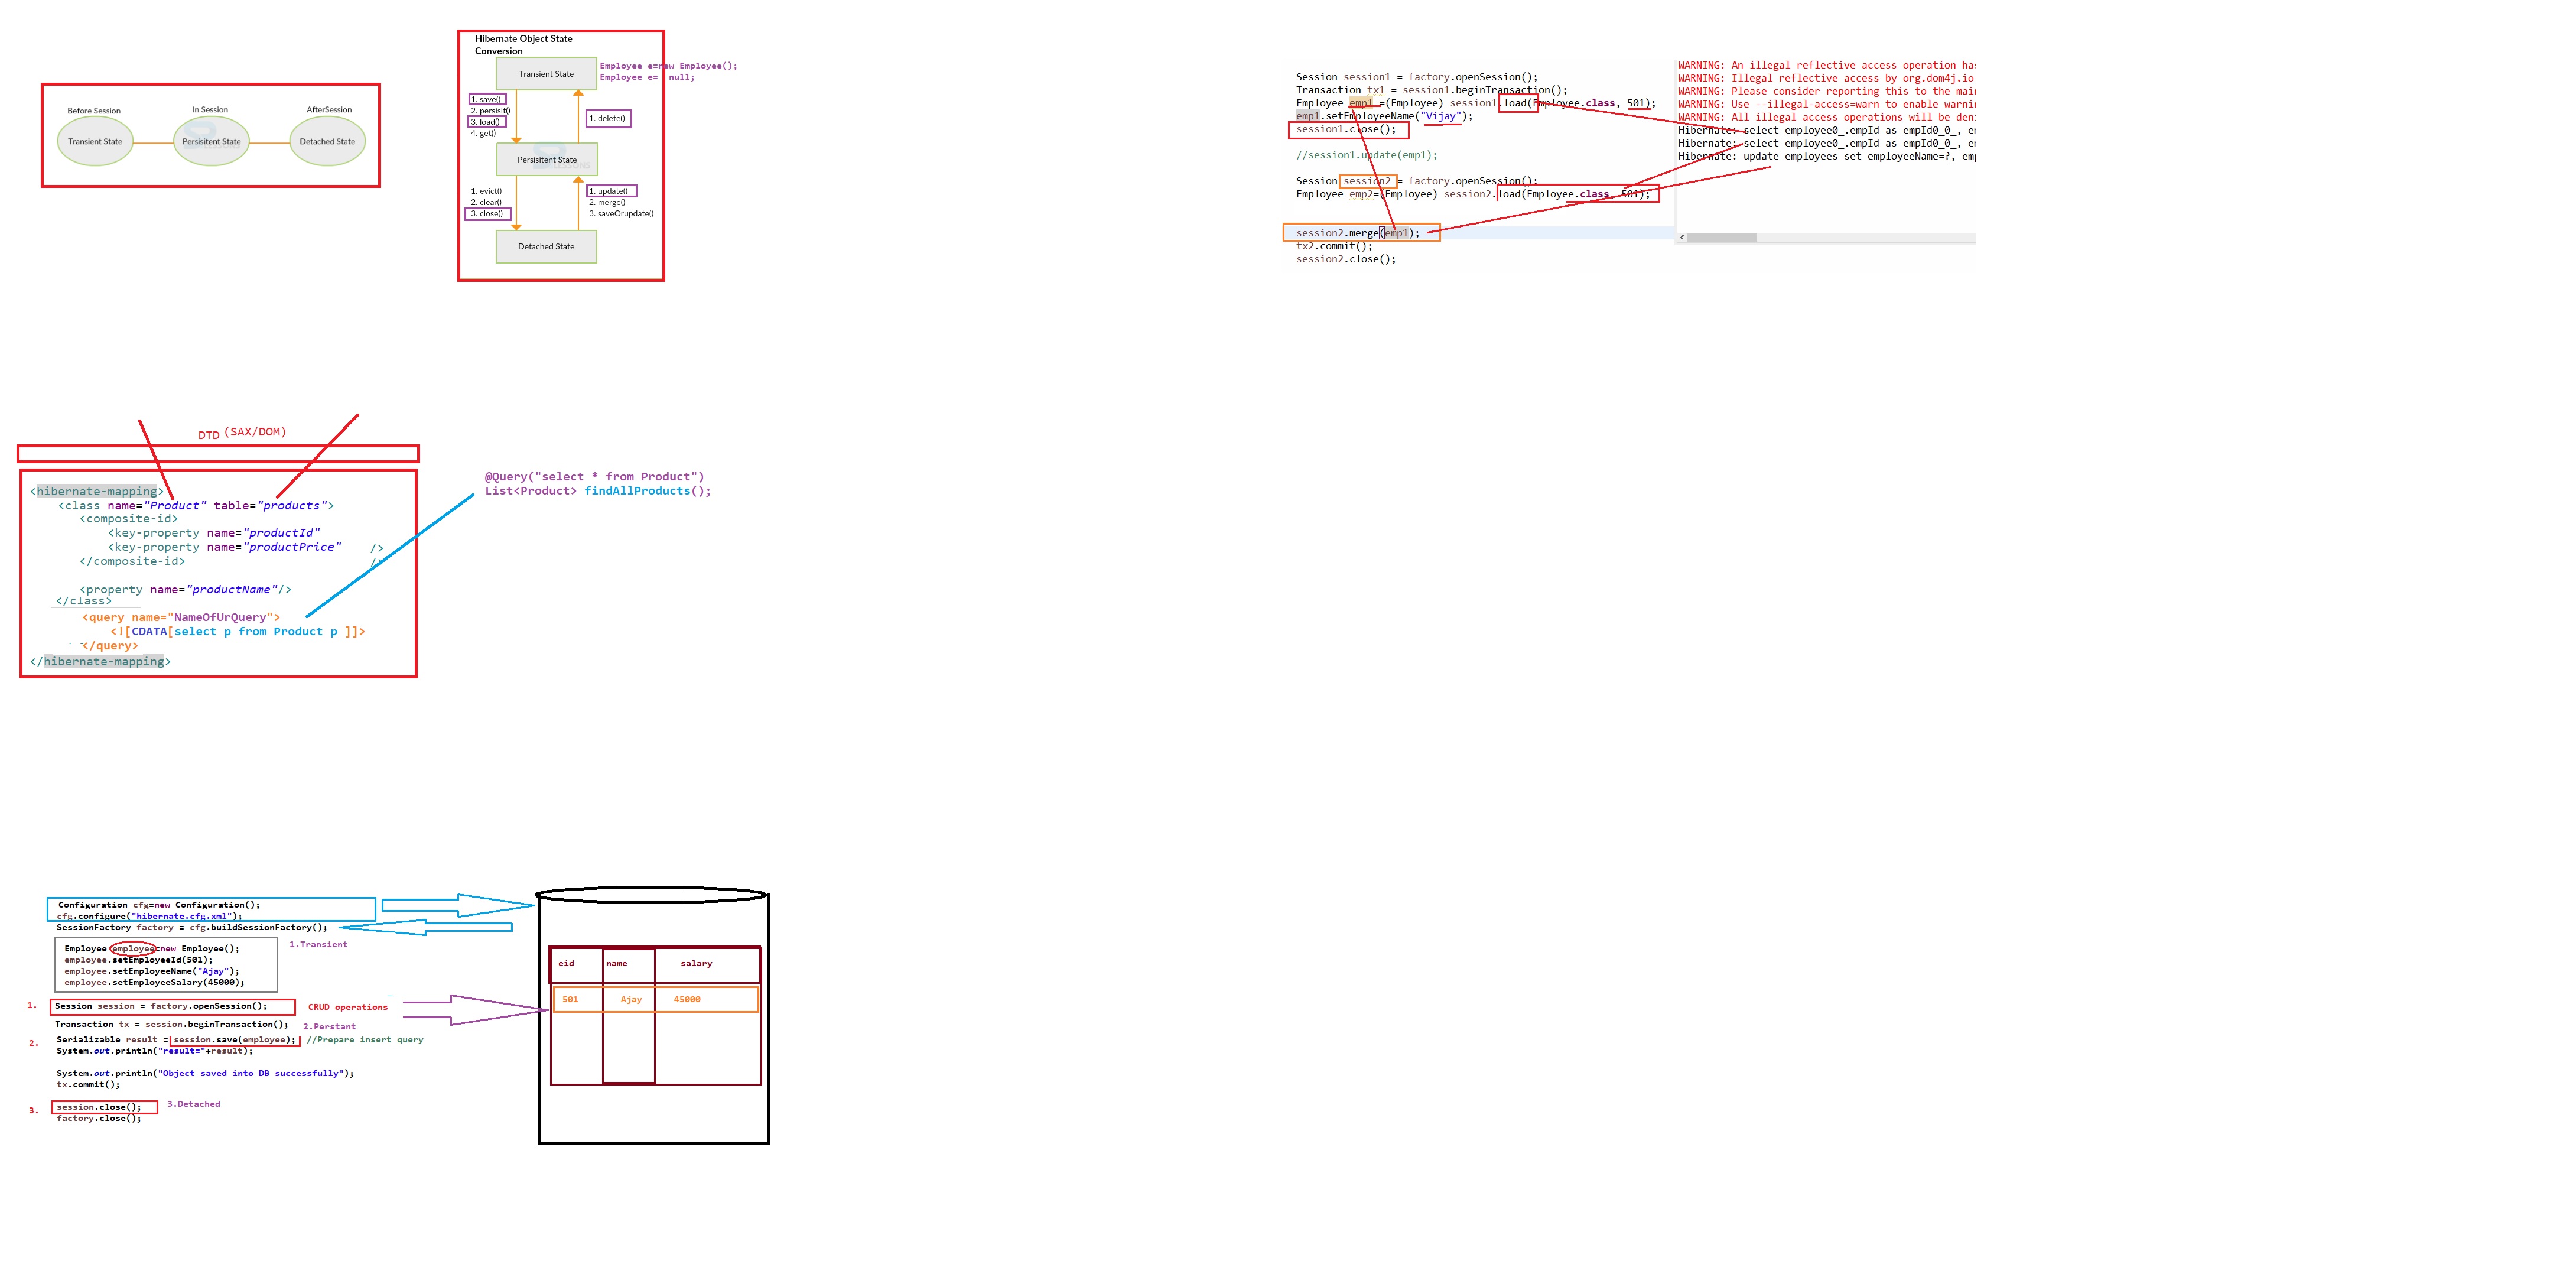 Hibernate Object State
Conversion
Before Session
In Session
AfterSession
Transient State
Persisitent State
Detached State
Transient State
Employee e=new Employee();
Employee e= null;
1. save()
2. persisit()
3. load()
4. get()
1. delete()
Persisitent State
1. evict()
2. clear()
3. close()
1. update()
2. merge()
3. saveOrupdate()
Detached State
Session session1 = factory.openSession();
Transaction tx1 = session1.beginTransaction();
Employee emp1 =(Employee) session1.load(Employee.class, 501);
emp1.setEmployeeName("Vijay");
session1.close();
//session1.update(emp1);
Session session2 = factory.openSession();
Employee emp2=(Employee) session2.load(Employee.class, 501);
session2.merge(emp1);
tx2.commit();
session2.close();
WARNING: An illegal reflective access operation has
WARNING: Illegal reflective access by org.dom4j.io
WARNING: Please consider reporting this to the main
WARNING: Use --illegal-access=warn to enable warnin
WARNING: All illegal access operations will be deni
Hibernate: select employee0_.empId as empId0_0_, em
Hibernate: select employee0_.empId as empId0_0_, em
Hibernate: update employees set employeeName=?, emp
DTD (SAX/DOM)
<hibernate-mapping>
<class name="Product" table="products">
<composite-id>
<key-property name="productId"
<key-property name="productPrice" />
</composite-id> />
<property name="productName"/>
</class>
<query name="NameOfUrQuery">
<![CDATA[select p from Product p ]]>
</query>
</hibernate-mapping>
@Query("select * from Product")
List<Product> findAllProducts();
Configuration cfg=new Configuration();
cfg.configure("hibernate.cfg.xml");
SessionFactory factory = cfg.buildSessionFactory();
Employee employee=new Employee();
1.Transient
employee.setEmployeeId(501);
employee.setEmployeeName("Ajay");
employee.setEmployeeSalary(45000);
1. Session session = factory.openSession(); CRUD operations
Transaction tx = session.beginTransaction(); 2.Perstant
2. Serializable result =session.save(employee); //Prepare insert query
System.out.println("result="+result);
System.out.println("Object saved into DB successfully");
tx.commit();
3. session.close(); 3.Detached
factory.close();
eid name salary
501 Ajay 45000